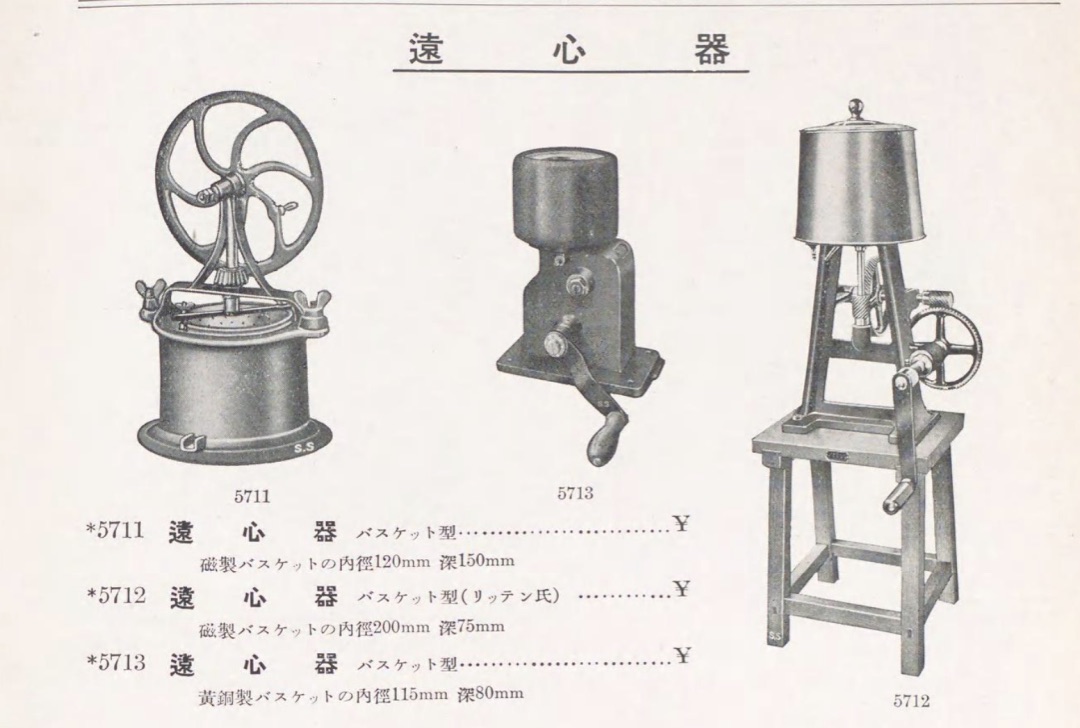 遠心器
S.S
S.S
S.S
5711
5713
*5711 遠心器 バスケット型..............................¥
磁製バスケットの内徑120mm 深150mm
*5712 遠心器 バスケット型(リッテン氏) ............¥
磁製バスケットの内徑200mm 深75mm
*5713 遠心器 バスケット型..............................¥
黃銅製バスケットの内徑115mm 深80mm
5712